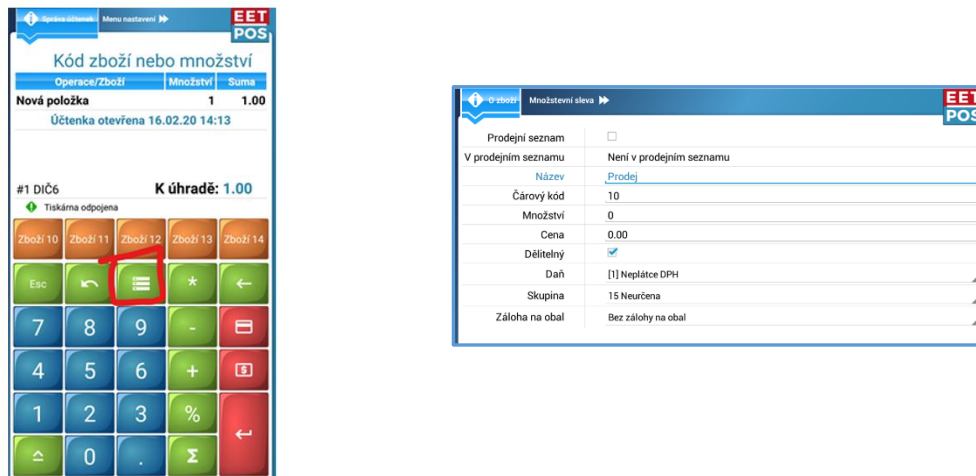 Správa účtenek Menu nastavení
EET
POS
Kód zboží nebo množství
Operace/Zboží Množství Suma
Nová položka 1 1.00
Účtenka otevřena 16.02.20 14:13
#1 DIČ6 K úhradě: 1.00
Tiskárna odpojena
Zboží 10 Zboží 11 Zboží 12 Zboží 13 Zboží 14
Esc * ←
7 8 9 -
4 5 6 + $
1 2 3 %
0 . Σ
O zboží Množstevní sleva
EET
POS
Prodejní seznam
V prodejním seznamu Není v prodejním seznamu
Název Prodej
Čárový kód 10
Množství 0
Cena 0.00
Dělitelný
Daň [1] Neplátce DPH
Skupina 15 Neurčena
Záloha na obal Bez zálohy na obal